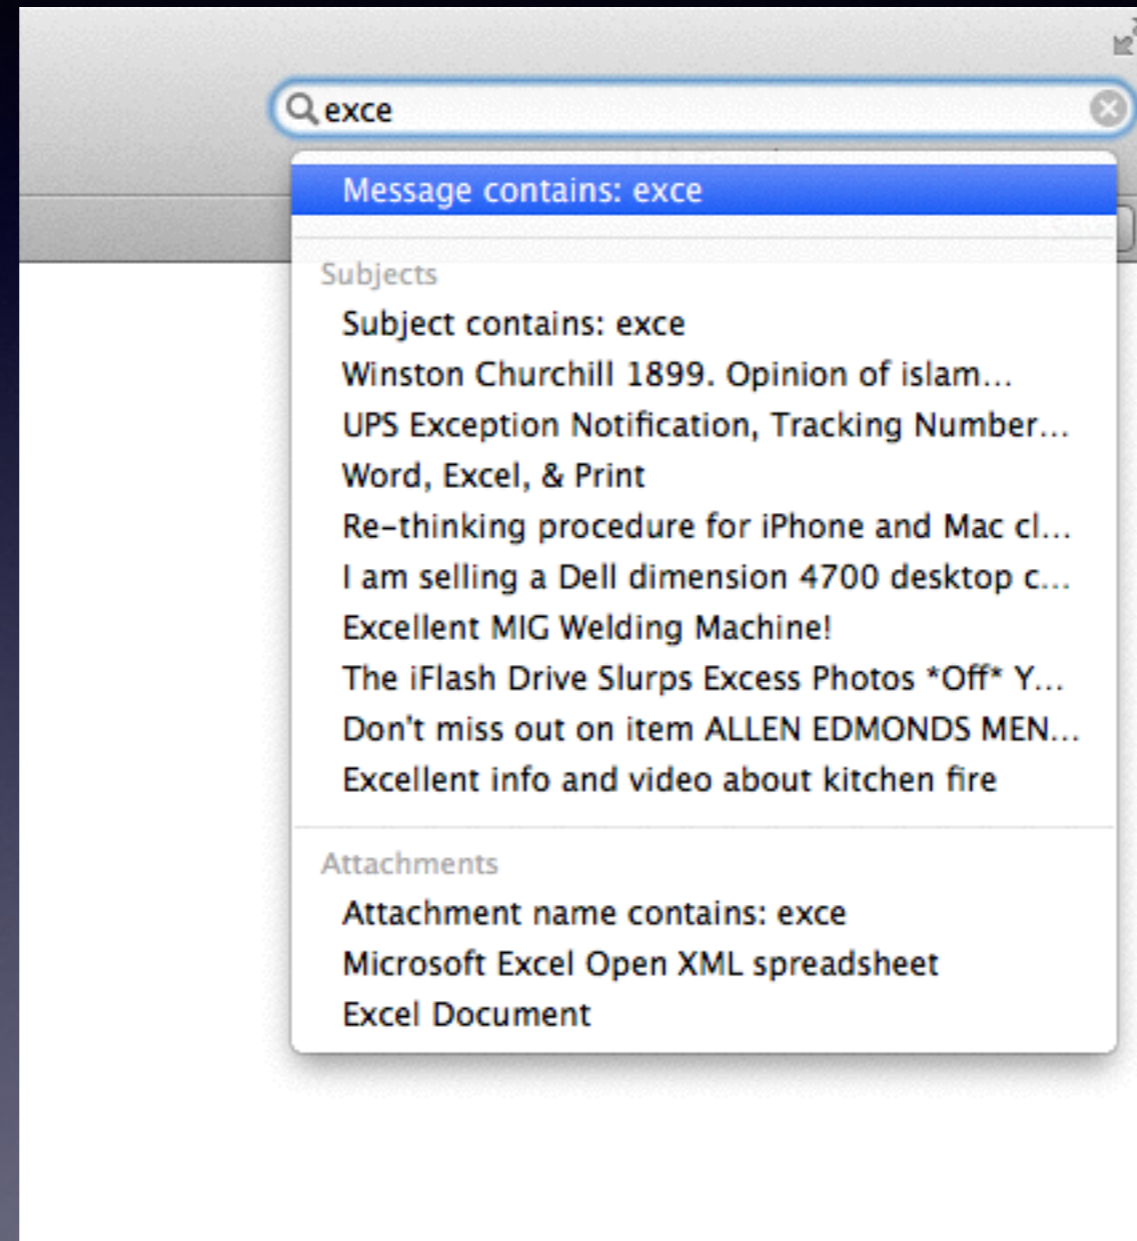 exce
Message contains: exce
Subjects
Subject contains: exce
Winston Churchill 1899. Opinion of islam...
UPS Exception Notification, Tracking Number...
Word, Excel, & Print
Re-thinking procedure for iPhone and Mac cl...
I am selling a Dell dimension 4700 desktop c...
Excellent MIG Welding Machine!
The iFlash Drive Slurps Excess Photos *Off* Y...
Don't miss out on item ALLEN EDMONDS MEN...
Excellent info and video about kitchen fire
Attachments
Attachment name contains: exce
Microsoft Excel Open XML spreadsheet
Excel Document